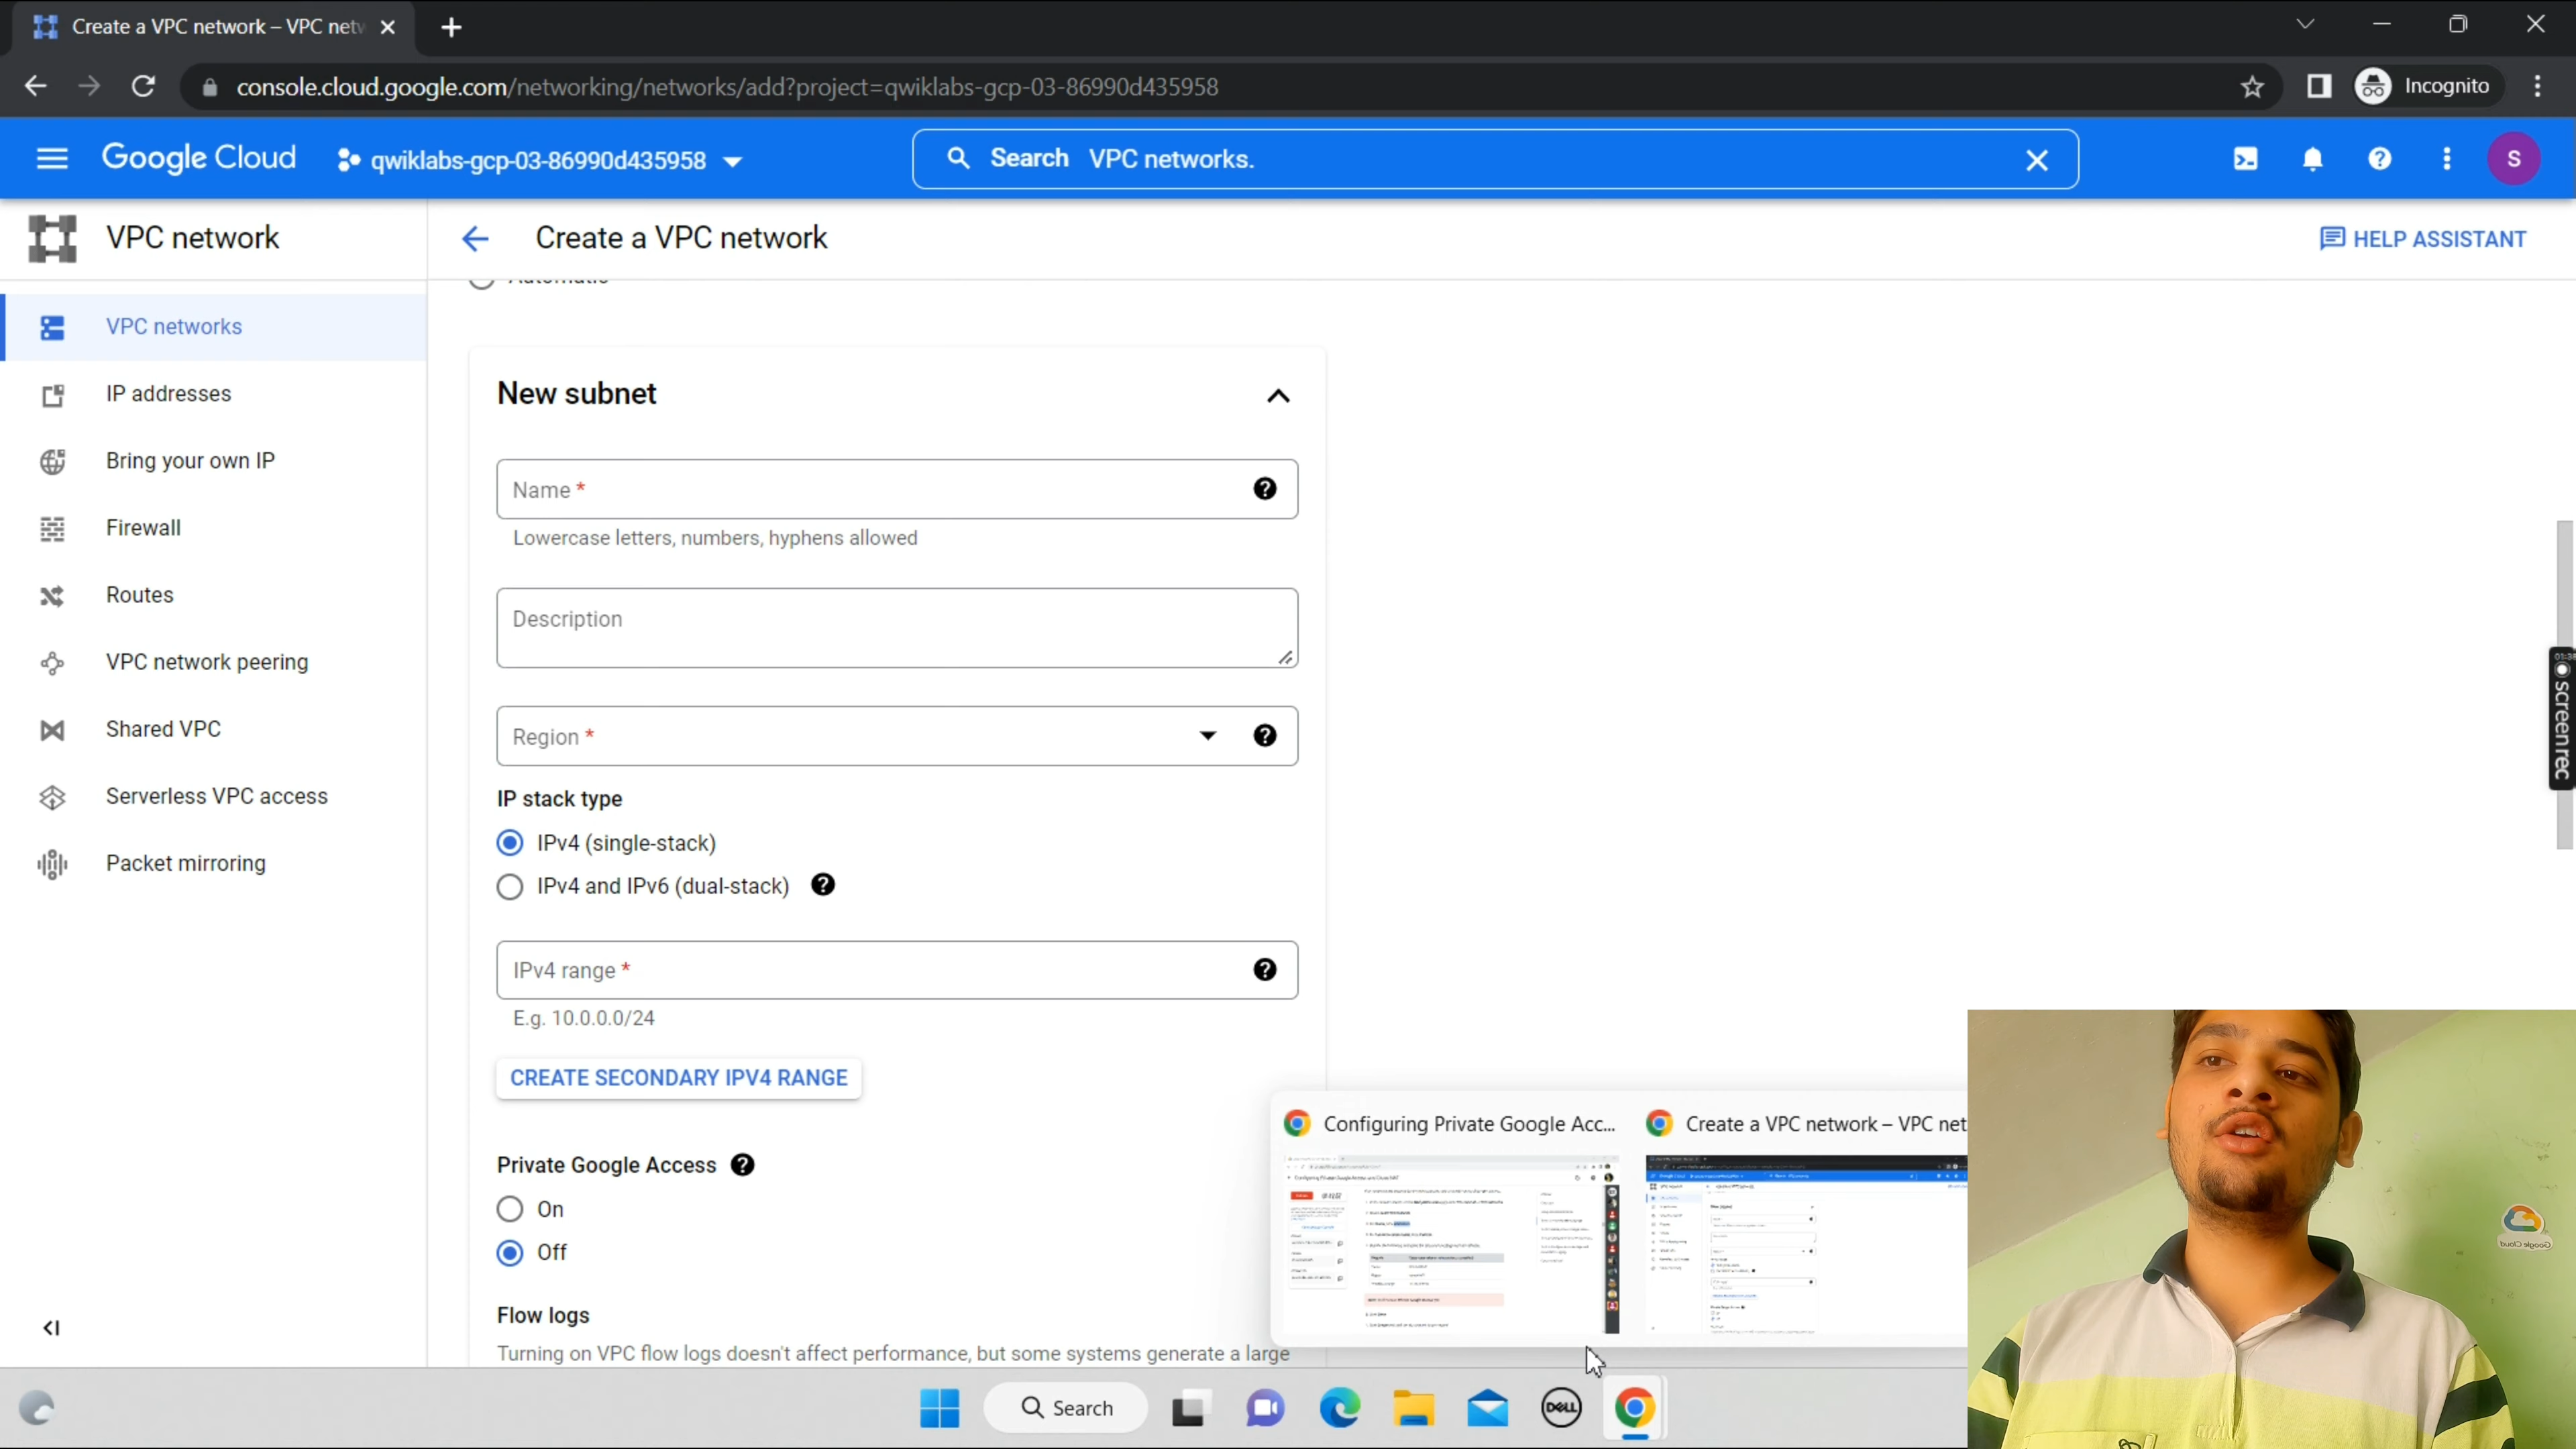 Create a VPC network – VPC netw
console.cloud.google.com/networking/networks/add?project=qwiklabs-gcp-03-86990d435958
Incognito
Google Cloud
qwiklabs-gcp-03-86990d435958
Search VPC networks.
S
VPC network
Create a VPC network
HELP ASSISTANT
Automatic
VPC networks
IP addresses
Bring your own IP
Firewall
Routes
VPC network peering
Shared VPC
Serverless VPC access
Packet mirroring
New subnet
Name *
Lowercase letters, numbers, hyphens allowed
Description
Region *
IP stack type
IPv4 (single-stack)
IPv4 and IPv6 (dual-stack)
IPv4 range *
E.g. 10.0.0.0/24
CREATE SECONDARY IPV4 RANGE
Private Google Access
On
Off
Flow logs
Turning on VPC flow logs doesn't affect performance, but some systems generate a large
Configuring Private Google Acc...
Create a VPC network – VPC net
screenrec
Google Cloud
Search
DELL